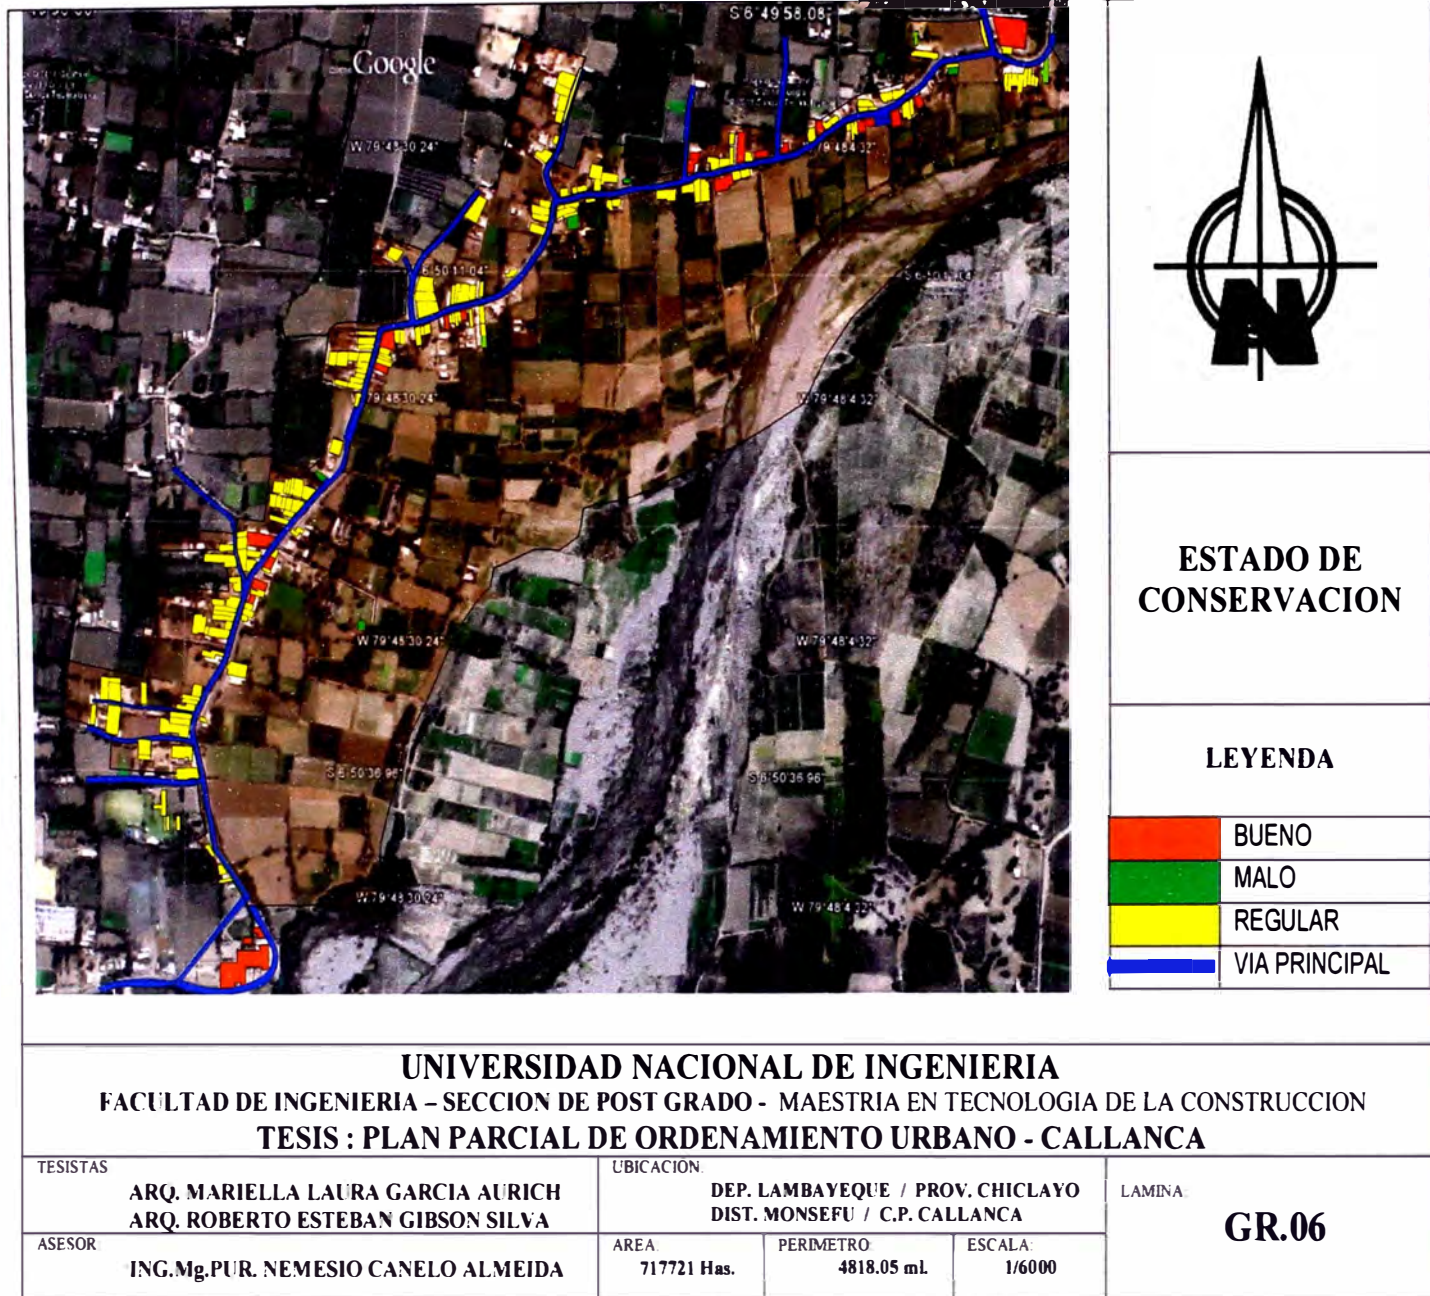 S 6 49 58.08"
Google
W 79°48'30.24"
79°48'4.32"
6°50'11.04"
W 79°48'30.24"
W 79°48'4.32"
W 79°48'30.24"
W 79°48'4.32"
S 6°50'36.96"
S 6°50'36.96"
W 79°48'30.24"
W 79°48'4.32"
N
ESTADO DE
CONSERVACION
LEYENDA
BUENO
MALO
REGULAR
VIA PRINCIPAL
UNIVERSIDAD NACIONAL DE INGENIERIA
FACULTAD DE INGENIERIA – SECCION DE POST GRADO - MAESTRIA EN TECNOLOGIA DE LA CONSTRUCCION
TESIS : PLAN PARCIAL DE ORDENAMIENTO URBANO - CALLANCA
TESISTAS
ARQ. MARIELLA LAURA GARCIA AURICH
ARQ. ROBERTO ESTEBAN GIBSON SILVA
UBICACIÓN:
DEP. LAMBAYEQUE / PROV. CHICLAYO
DIST. MONSEFU / C.P. CALLANCA
ASESOR
ING.Mg.PUR. NEMESIO CANELO ALMEIDA
AREA:
717721 Has.
PERIMETRO:
4818.05 ml.
ESCALA:
1/6000
LAMINA:
GR.06